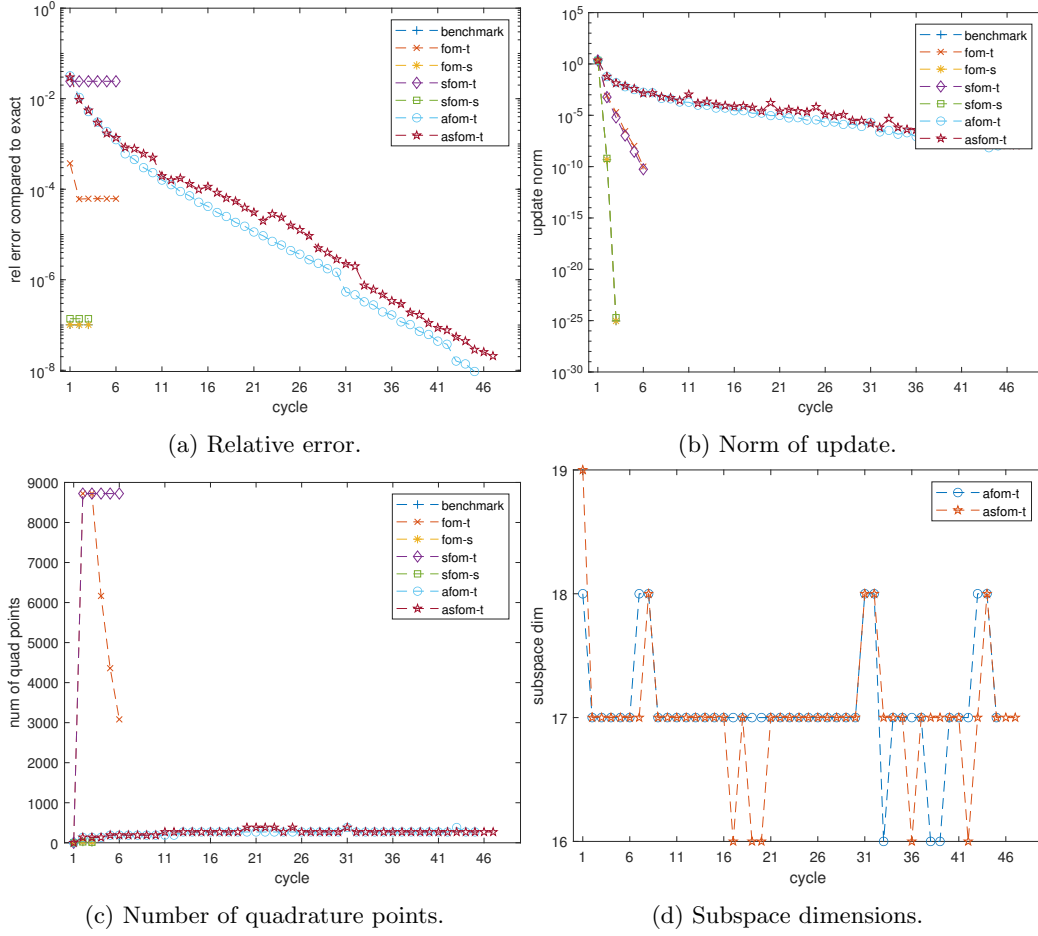 10^0
10^-2
10^-4
10^-6
10^-8
1 6 11 16 21 26 31 36 41 46
cycle
rel error compared to exact
benchmark
fom-t
fom-s
sfom-t
sfom-s
afom-t
asfom-t
(a) Relative error.
10^5
10^0
10^-5
10^-10
10^-15
10^-20
10^-25
10^-30
1 6 11 16 21 26 31 36 41 46
cycle
update norm
benchmark
fom-t
fom-s
sfom-t
sfom-s
afom-t
asfom-t
(b) Norm of update.
9000
8000
7000
6000
5000
4000
3000
2000
1000
0
1 6 11 16 21 26 31 36 41 46
cycle
num of quad points
benchmark
fom-t
fom-s
sfom-t
sfom-s
afom-t
asfom-t
(c) Number of quadrature points.
19
18
17
16
1 6 11 16 21 26 31 36 41 46
cycle
subspace dim
afom-t
asfom-t
(d) Subspace dimensions.